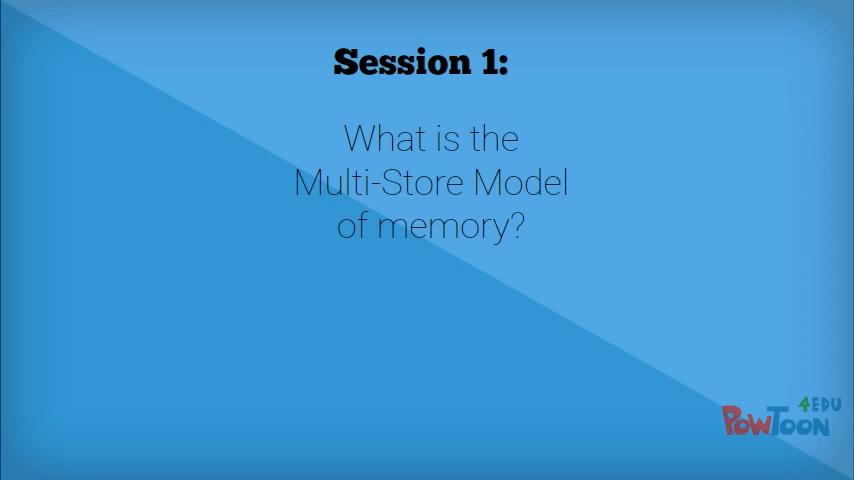 Session 1:
What is the
Multi-Store Model
of memory?
4EDU
POWTOON